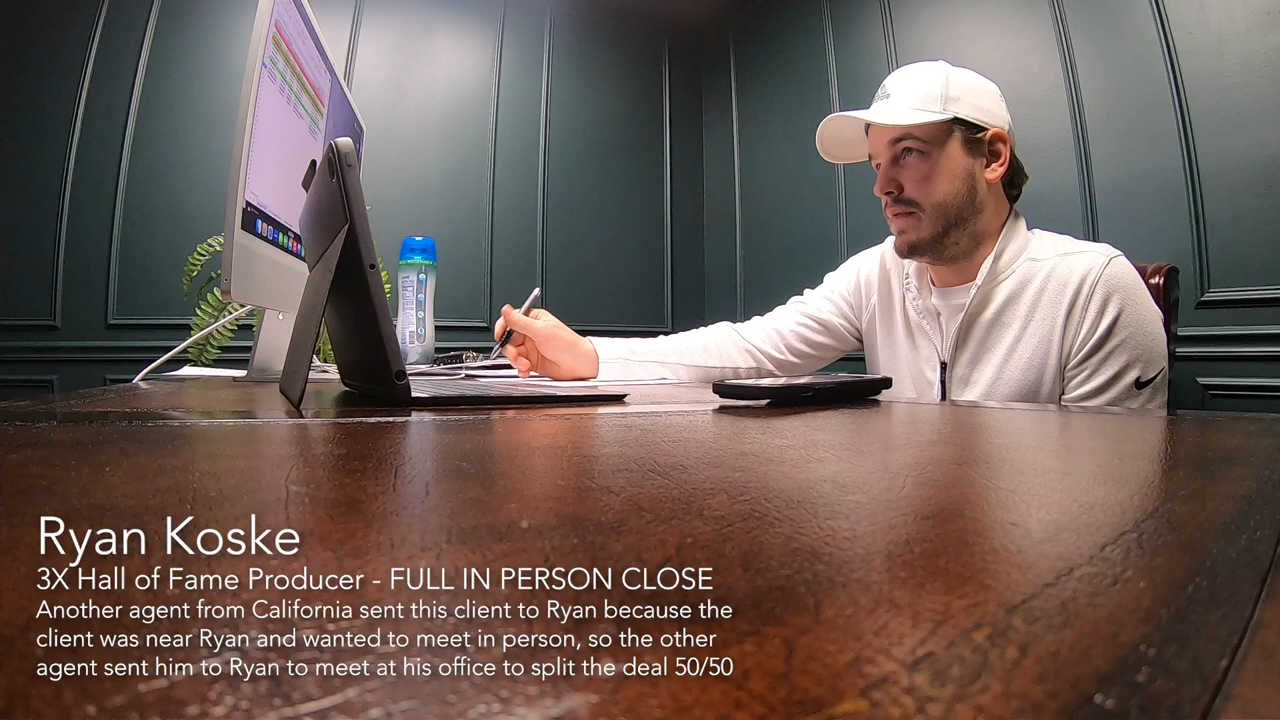 adidas
Ryan Koske
3X Hall of Fame Producer - FULL IN PERSON CLOSE
Another agent from California sent this client to Ryan because the
client was near Ryan and wanted to meet in person, so the other
agent sent him to Ryan to meet at his office to split the deal 50/50